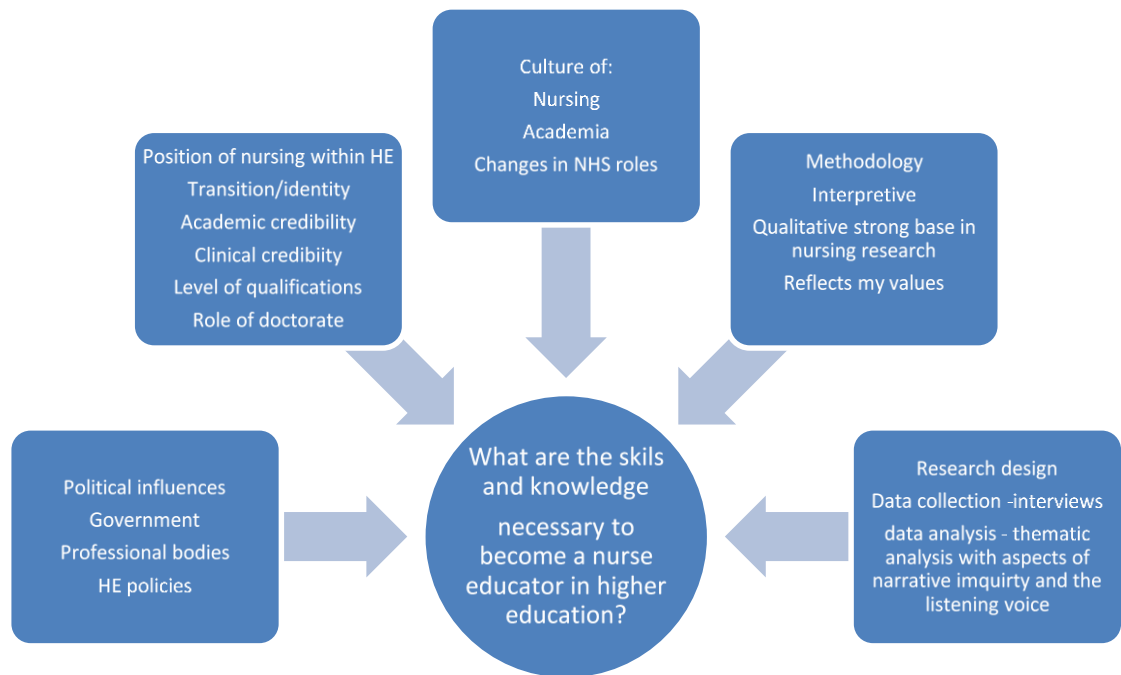 Culture of:
Nursing
Academia
Changes in NHS roles
Position of nursing within HE
Transition/identity
Academic credibility
Clinical credibiity
Level of qualifications
Role of doctorate
Methodology
Interpretive
Qualitative strong base in
nursing research
Reflects my values
Political influences
Government
Professional bodies
HE policies
What are the skils
and knowledge
necessary to
become a nurse
educator in higher
education?
Research design
Data collection -interviews
data analysis - thematic
analysis with aspects of
narrative imquirty and the
listening voice